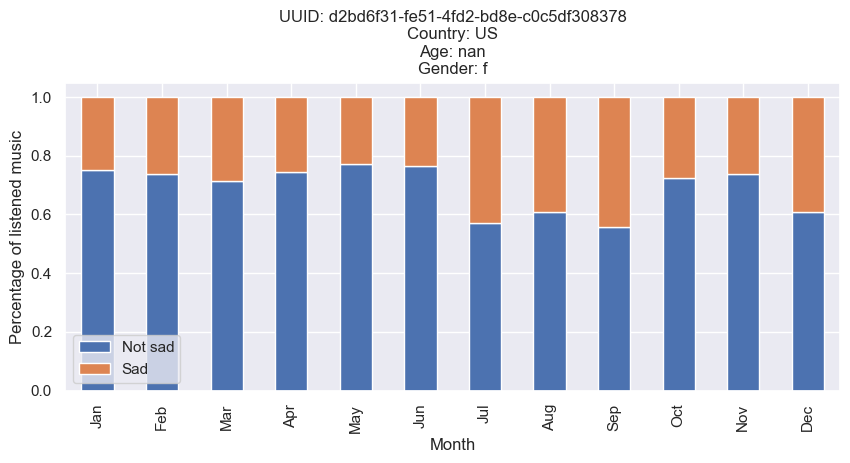 UUID: d2bd6f31-fe51-4fd2-bd8e-c0c5df308378
Country: US
Age: nan
Gender: f
Percentage of listened music
1.0
0.8
0.6
0.4
0.2
0.0
Not sad
Sad
Jan
Feb
Mar
Apr
May
Jun
Jul
Aug
Sep
Oct
Nov
Dec
Month